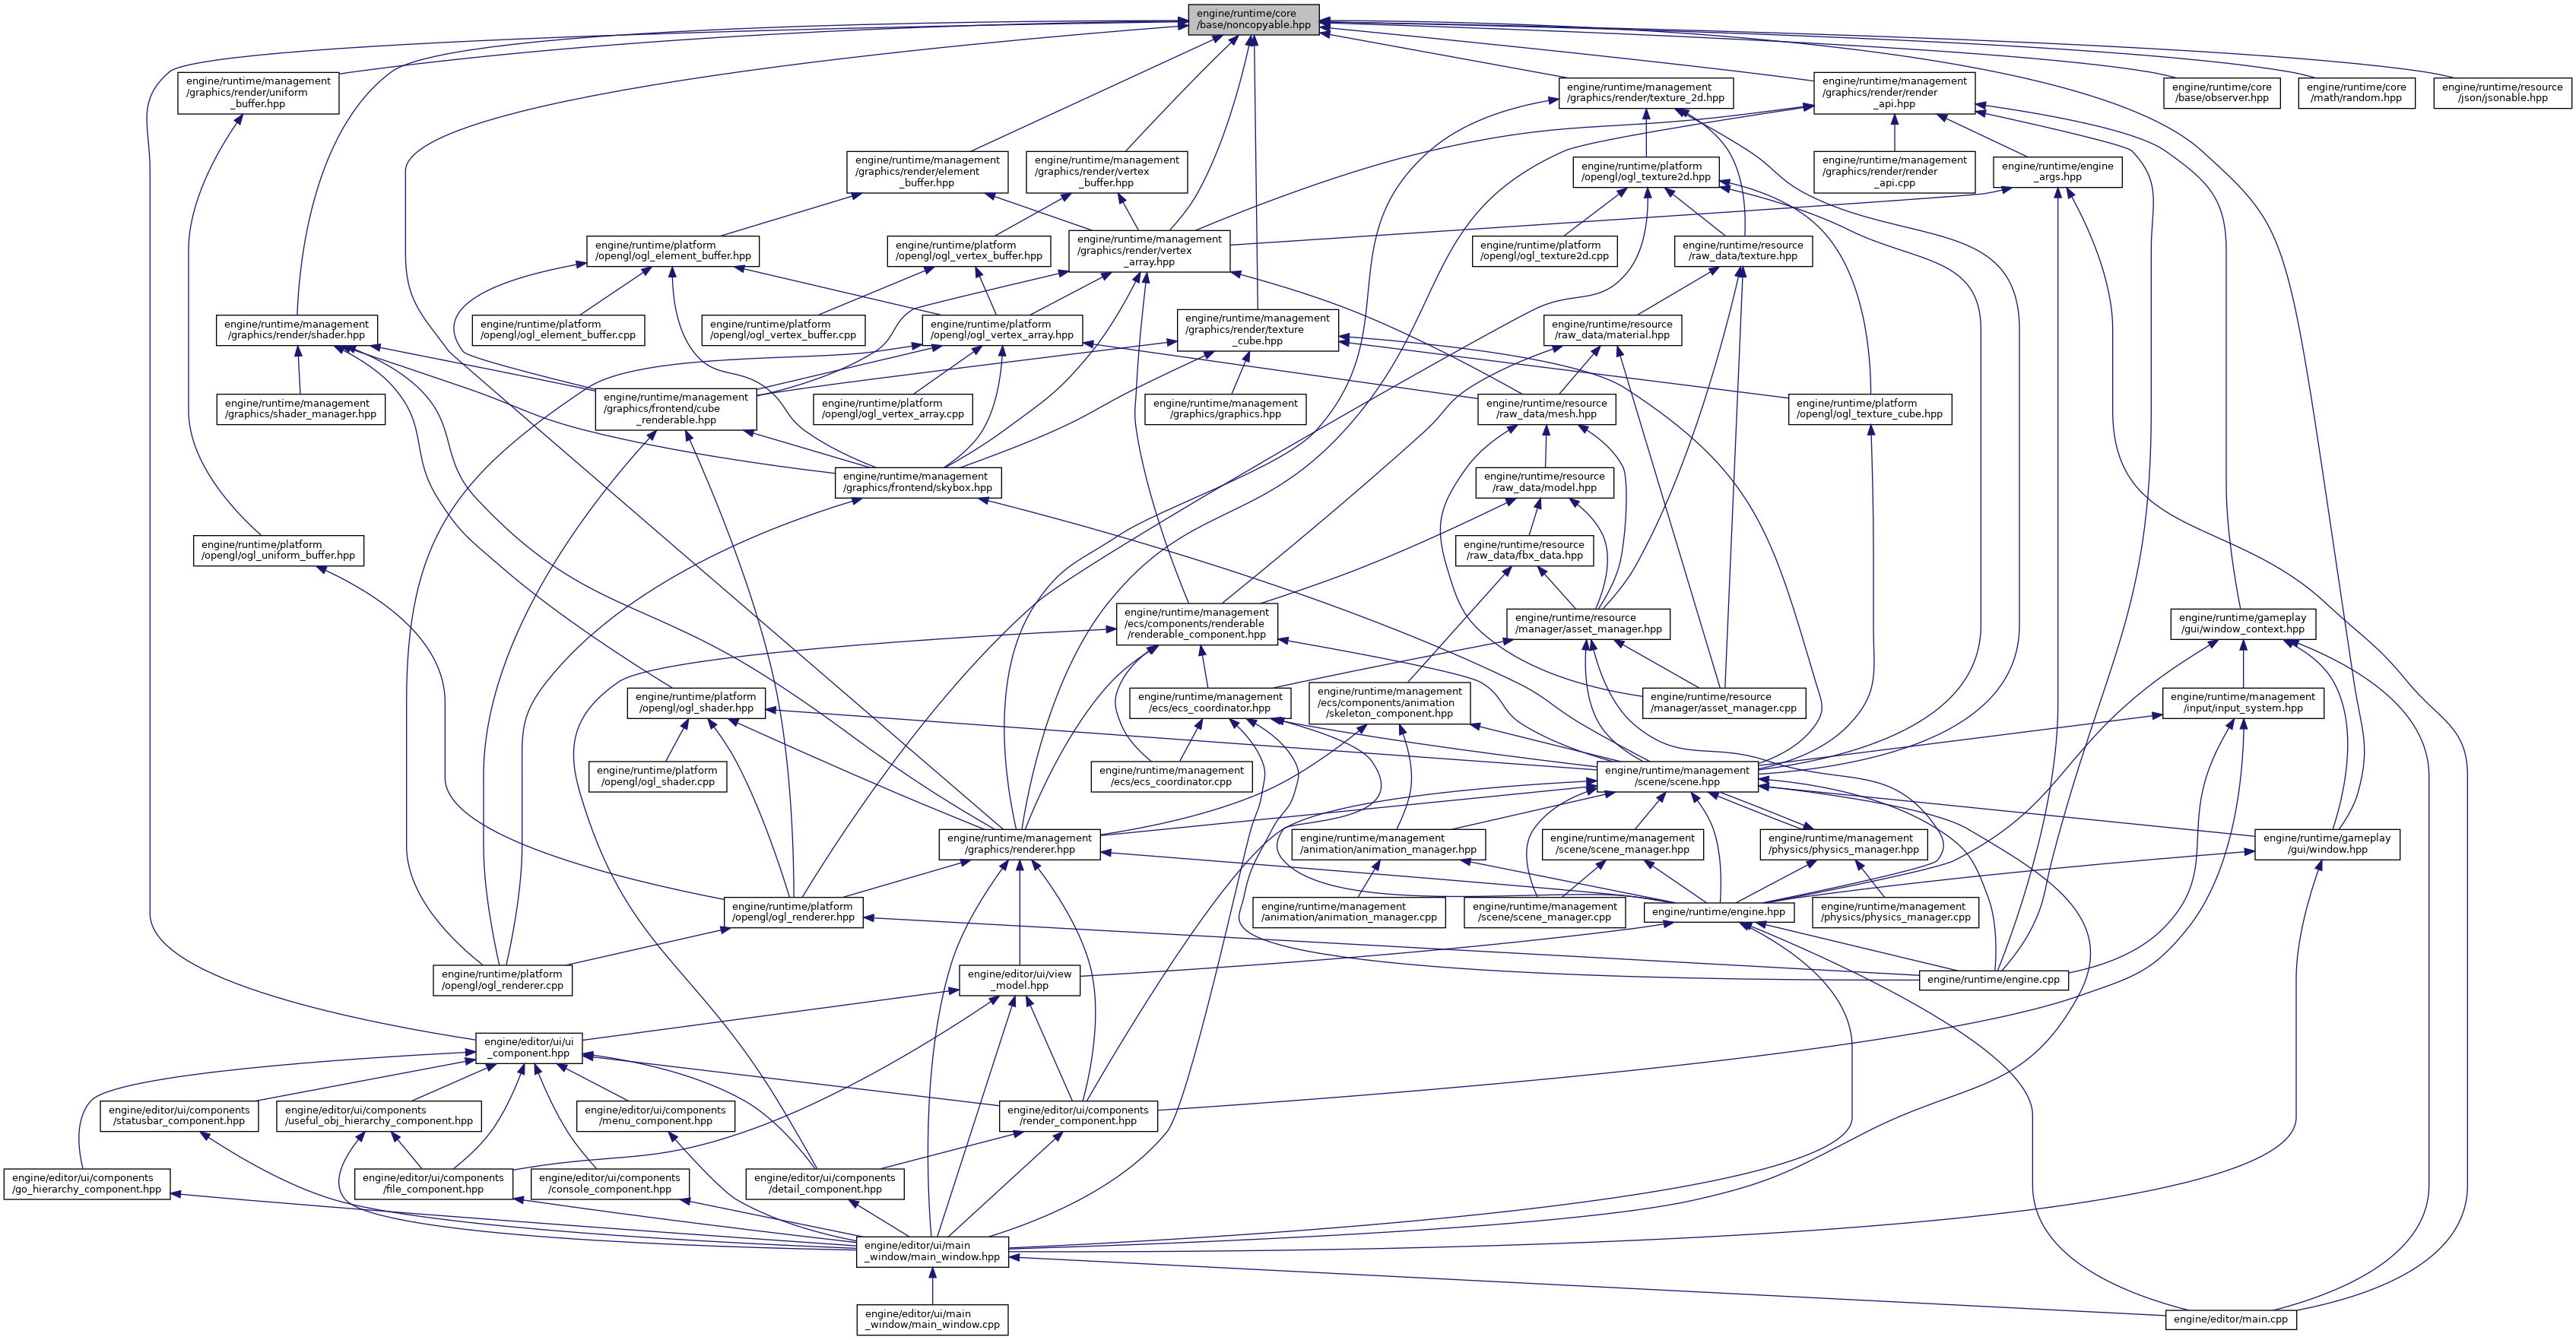 engine/runtime/core
/base/noncopyable.hpp
engine/runtime/management
/graphics/render/uniform
_buffer.hpp
engine/runtime/management
/graphics/render/texture_2d.hpp
engine/runtime/management
/graphics/render/render
_api.hpp
engine/runtime/core
/base/observer.hpp
engine/runtime/core
/math/random.hpp
engine/runtime/resource
/json/jsonable.hpp
engine/runtime/management
/graphics/render/element
_buffer.hpp
engine/runtime/management
/graphics/render/vertex
_buffer.hpp
engine/runtime/platform
/opengl/ogl_texture2d.hpp
engine/runtime/management
/graphics/render/render
_api.cpp
engine/runtime/engine
_args.hpp
engine/runtime/platform
/opengl/ogl_element_buffer.hpp
engine/runtime/platform
/opengl/ogl_vertex_buffer.hpp
engine/runtime/management
/graphics/render/vertex
_array.hpp
engine/runtime/platform
/opengl/ogl_texture2d.cpp
engine/runtime/resource
/raw_data/texture.hpp
engine/runtime/management
/graphics/render/shader.hpp
engine/runtime/platform
/opengl/ogl_element_buffer.cpp
engine/runtime/platform
/opengl/ogl_vertex_buffer.cpp
engine/runtime/platform
/opengl/ogl_vertex_array.hpp
engine/runtime/management
/graphics/render/texture
_cube.hpp
engine/runtime/resource
/raw_data/material.hpp
engine/runtime/management
/graphics/shader_manager.hpp
engine/runtime/management
/graphics/frontend/cube
_renderable.hpp
engine/runtime/platform
/opengl/ogl_vertex_array.cpp
engine/runtime/management
/graphics/graphics.hpp
engine/runtime/resource
/raw_data/mesh.hpp
engine/runtime/platform
/opengl/ogl_texture_cube.hpp
engine/runtime/management
/graphics/frontend/skybox.hpp
engine/runtime/resource
/raw_data/model.hpp
engine/runtime/platform
/opengl/ogl_uniform_buffer.hpp
engine/runtime/resource
/raw_data/fbx_data.hpp
engine/runtime/management
/ecs/components/renderable
/renderable_component.hpp
engine/runtime/resource
/manager/asset_manager.hpp
engine/runtime/gameplay
/gui/window_context.hpp
engine/runtime/platform
/opengl/ogl_shader.hpp
engine/runtime/management
/ecs/ecs_coordinator.hpp
engine/runtime/management
/ecs/components/animation
/skeleton_component.hpp
engine/runtime/resource
/manager/asset_manager.cpp
engine/runtime/management
/input/input_system.hpp
engine/runtime/platform
/opengl/ogl_shader.cpp
engine/runtime/management
/ecs/ecs_coordinator.cpp
engine/runtime/management
/scene/scene.hpp
engine/runtime/management
/graphics/renderer.hpp
engine/runtime/management
/animation/animation_manager.hpp
engine/runtime/management
/scene/scene_manager.hpp
engine/runtime/management
/physics/physics_manager.hpp
engine/runtime/gameplay
/gui/window.hpp
engine/runtime/platform
/opengl/ogl_renderer.hpp
engine/runtime/management
/animation/animation_manager.cpp
engine/runtime/management
/scene/scene_manager.cpp
engine/runtime/engine.hpp
engine/runtime/management
/physics/physics_manager.cpp
engine/runtime/platform
/opengl/ogl_renderer.cpp
engine/editor/ui/view
_model.hpp
engine/runtime/engine.cpp
engine/editor/ui/ui
_component.hpp
engine/editor/ui/components
/statusbar_component.hpp
engine/editor/ui/components
/useful_obj_hierarchy_component.hpp
engine/editor/ui/components
/menu_component.hpp
engine/editor/ui/components
/render_component.hpp
engine/editor/ui/components
/go_hierarchy_component.hpp
engine/editor/ui/components
/file_component.hpp
engine/editor/ui/components
/console_component.hpp
engine/editor/ui/components
/detail_component.hpp
engine/editor/ui/main
_window/main_window.hpp
engine/editor/ui/main
_window/main_window.cpp
engine/editor/main.cpp